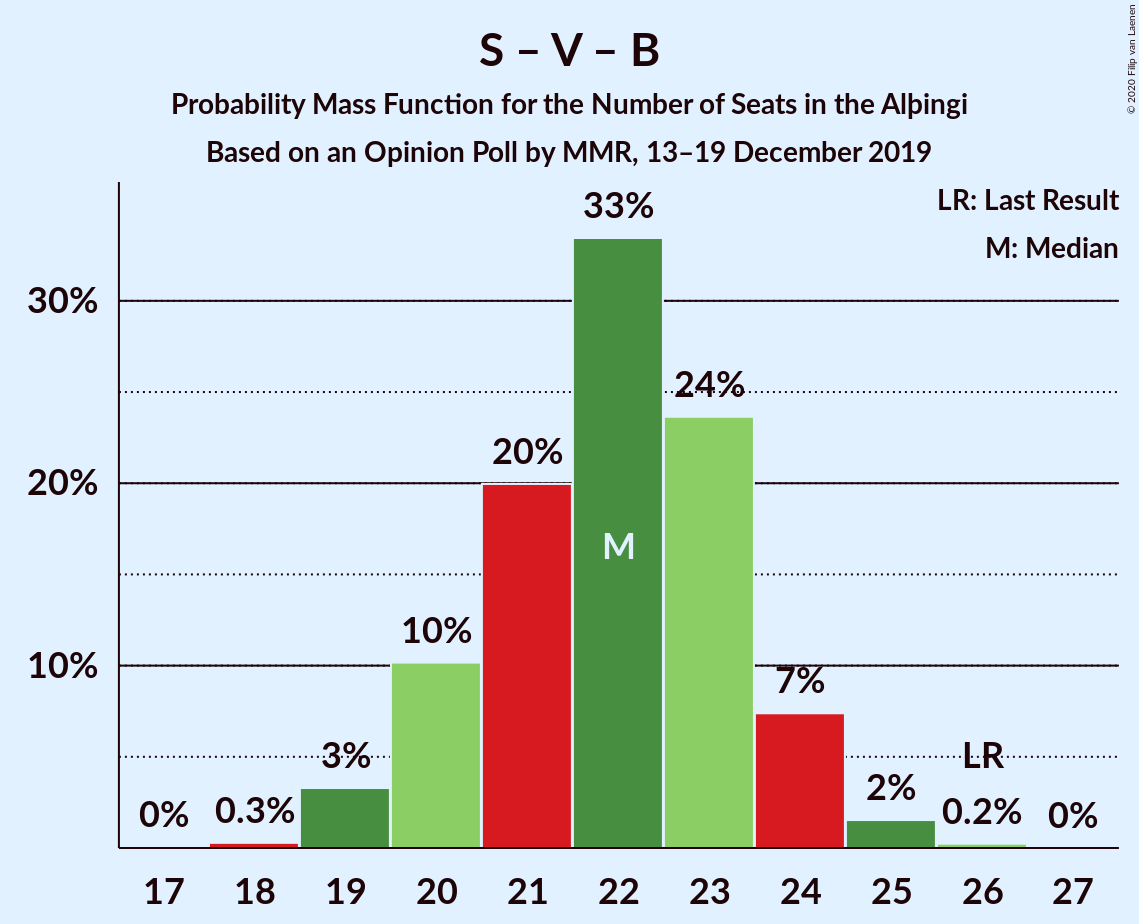 S – V – B
Probability Mass Function for the Number of Seats in the Alþingi
Based on an Opinion Poll by MMR, 13–19 December 2019
© 2020 Filip van Laenen
LR: Last Result
M: Median
30%
20%
10%
0%
0.3%
3%
10%
20%
33%
M
24%
7%
2%
LR
0.2%
0%
17 18 19 20 21 22 23 24 25 26 27